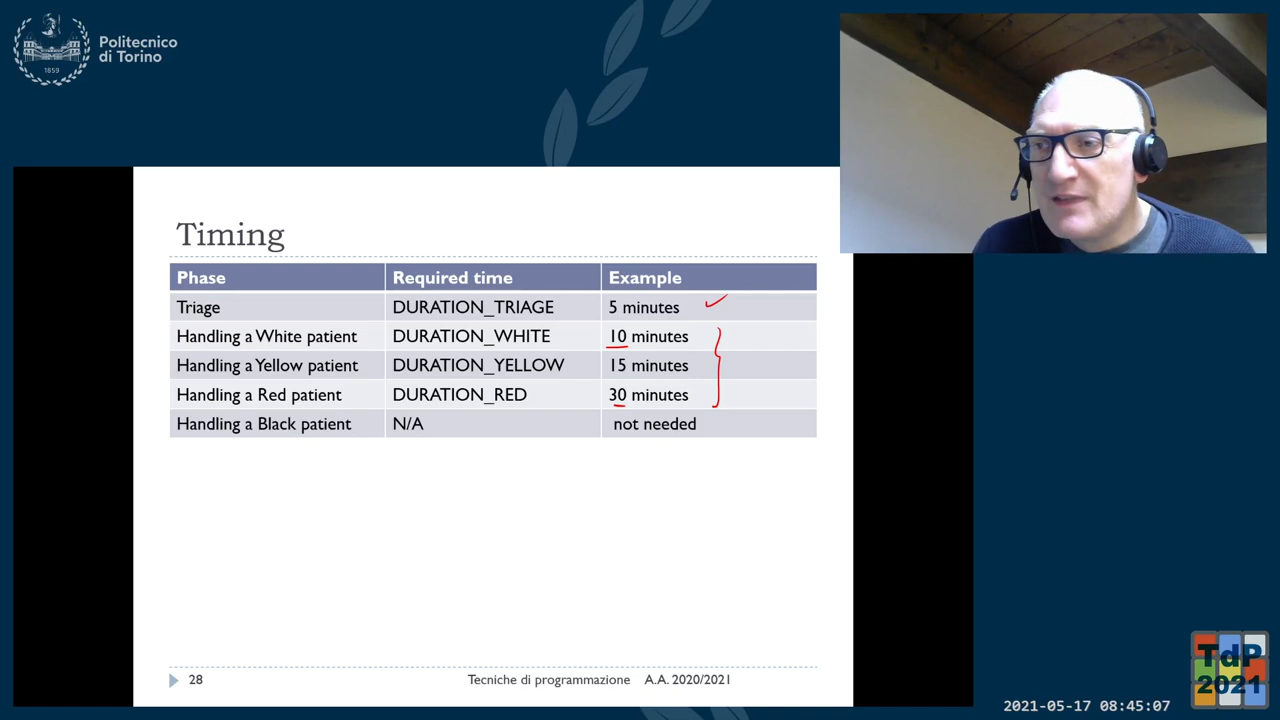 Politecnico
di Torino
1859
Timing
Phase Required time Example
Triage DURATION_TRIAGE 5 minutes
Handling a White patient DURATION_WHITE 10 minutes
Handling a Yellow patient DURATION_YELLOW 15 minutes
Handling a Red patient DURATION_RED 30 minutes
Handling a Black patient N/A not needed
28 Tecniche di programmazione A.A. 2020/2021
TdP
2021
2021-05-17 08:45:07